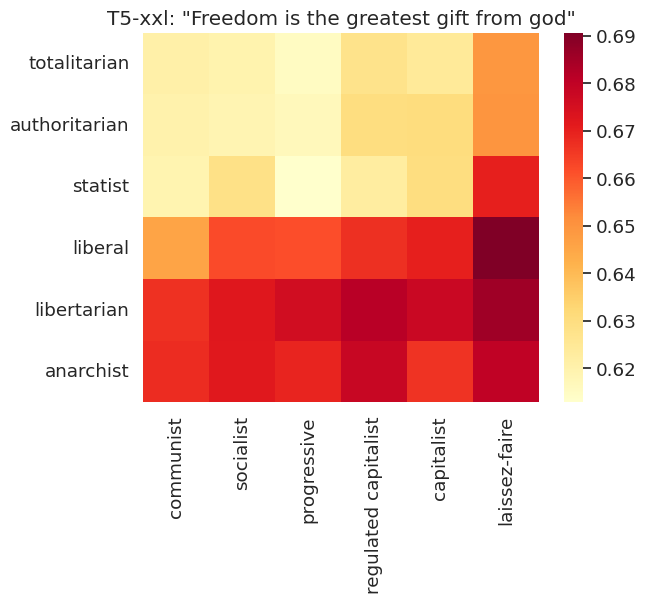 T5-xxl: "Freedom is the greatest gift from god"
totalitarian
authoritarian
statist
liberal
libertarian
anarchist
communist
socialist
progressive
regulated capitalist
capitalist
laissez-faire
0.69
0.68
0.67
0.66
0.65
0.64
0.63
0.62